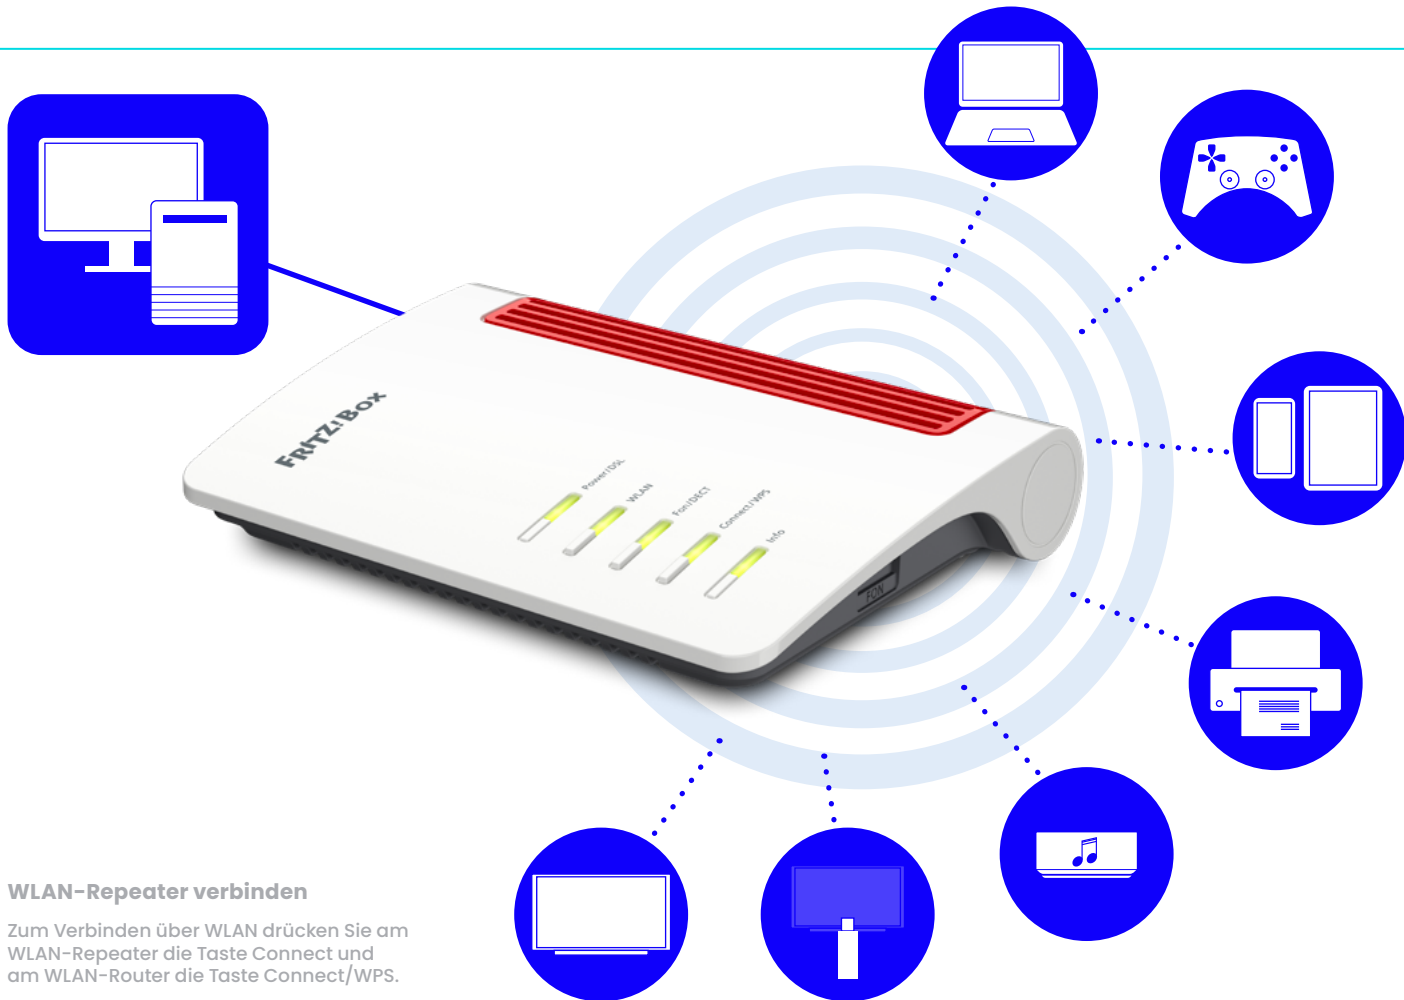 FRITZ!Box
Power/DSL
WLAN
Fon/DECT
Connect/WPS
Info
FON
WLAN-Repeater verbinden
Zum Verbinden über WLAN drücken Sie am
WLAN-Repeater die Taste Connect und
am WLAN-Router die Taste Connect/WPS.